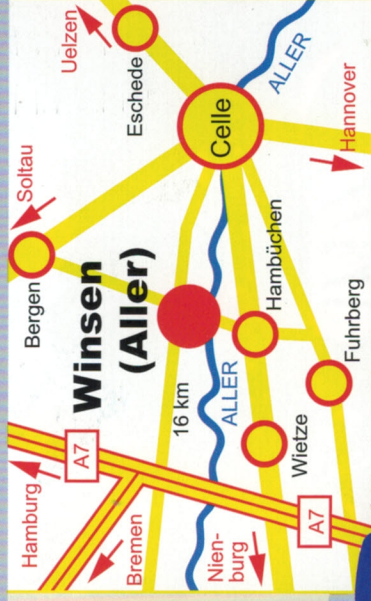 Hamburg
Bremen
A7
Nien-
burg
A7
Soltau
Bergen
Winsen
(Aller)
16 km
ALLER
Wietze
Hambüchen
Fuhrberg
Uelzen
Eschede
Celle
ALLER
Hannover